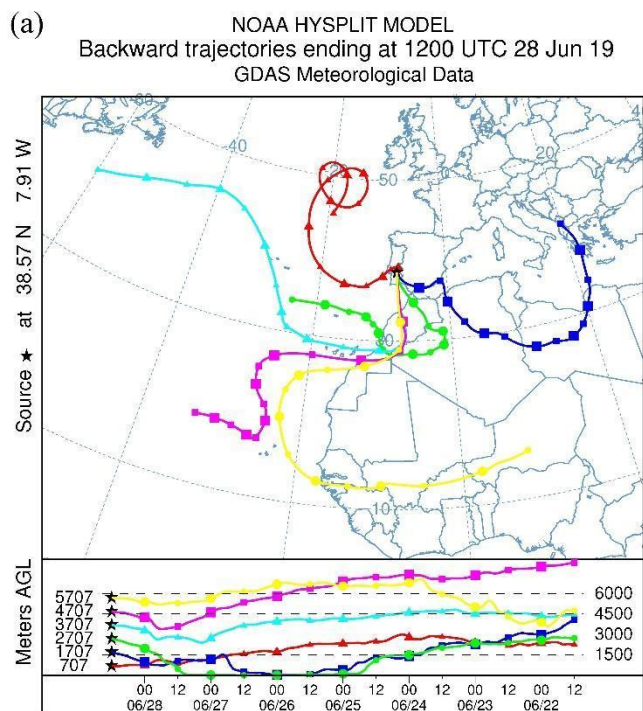 (a)
NOAA HYSPLIT MODEL
Backward trajectories ending at 1200 UTC 28 Jun 19
GDAS Meteorological Data
Source ★ at 38.57 N 7.91 W
-40
50
20
10
Meters AGL
5707
4707
3707
2707
1707
707
6000
4500
3000
1500
00 12 00 12 00 12 00 12 00 12 00 12 00 12
06/28 06/27 06/26 06/25 06/24 06/23 06/22